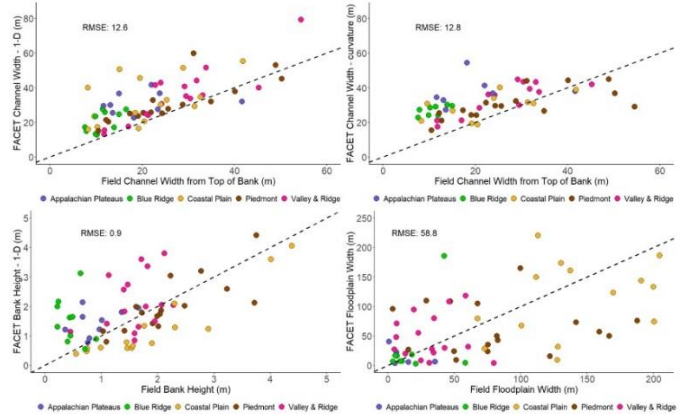 FACET Channel Width - 1-D (m)
RMSE: 12.6
80
60
40
20
0
0 20 40 60
Field Channel Width from Top of Bank (m)
Appalachian Plateaus Blue Ridge Coastal Plain Piedmont Valley & Ridge
FACET Channel Width - curvature (m)
RMSE: 12.8
80
60
40
20
0
0 20 40 60
Field Channel Width from Top of Bank (m)
Appalachian Plateaus Blue Ridge Coastal Plain Piedmont Valley & Ridge
FACET Bank Height - 1-D (m)
RMSE: 0.9
5
4
3
2
1
0
0 1 2 3 4 5
Field Bank Height (m)
Appalachian Plateaus Blue Ridge Coastal Plain Piedmont Valley & Ridge
FACET Floodplain Width (m)
RMSE: 58.8
250
200
150
100
50
0
0 50 100 150 200
Field Floodplain Width (m)
Appalachian Plateaus Blue Ridge Coastal Plain Piedmont Valley & Ridge